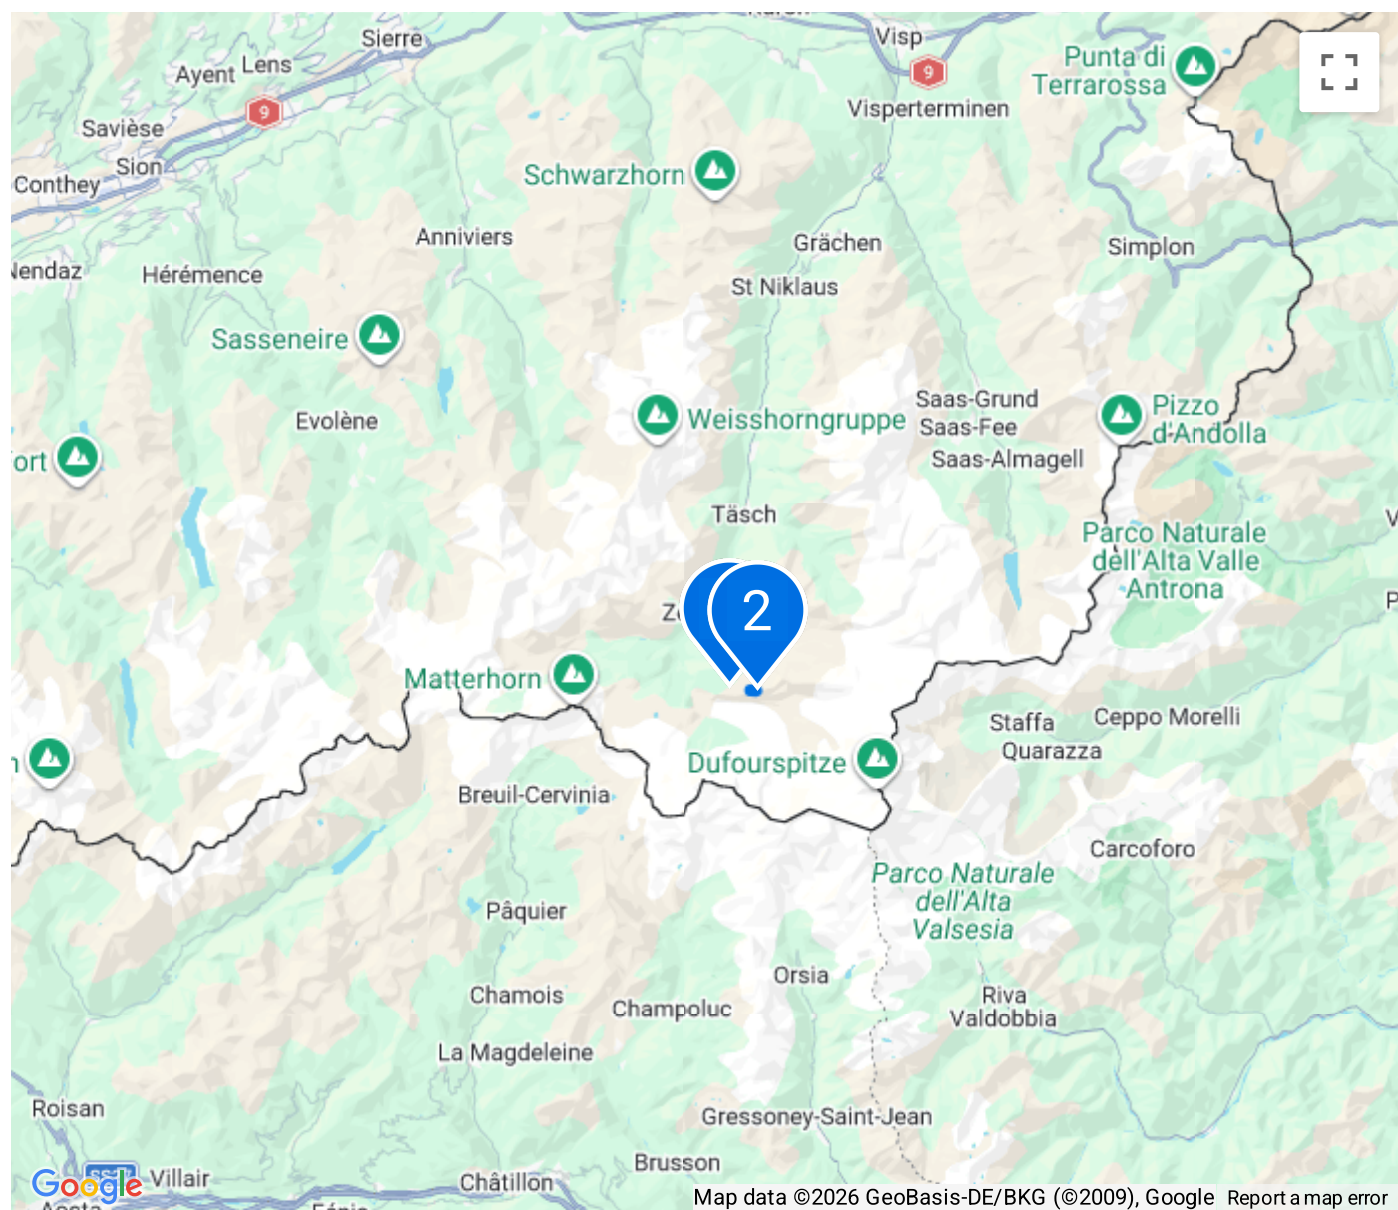 Sierre
Visp
Punta di
Terrarossa
Ayent
Lens
9
9
Visperterminen
Savièse
Sion
Conthey
Schwarzhorn
Anniviers
Grächen
Simplon
Nendaz
Hérémence
St Niklaus
Sasseneire
Saas-Grund
Saas-Fee
Saas-Almagell
Pizzo
d'Andolla
Evolène
Weisshorngruppe
ort
Täsch
Parco Naturale
dell'Alta Valle
Antrona
2
Matterhorn
Staffa
Ceppo Morelli
Quarazza
Dufourspitze
Breuil-Cervinia
Carcoforo
Parco Naturale
dell'Alta
Valsesia
Pâquier
Orsia
Chamois
Champoluc
Riva
Valdobbia
La Magdeleine
Roisan
Gressoney-Saint-Jean
Brusson
Villair
Châtillon
Google
Map data ©2026 GeoBasis-DE/BKG (©2009), Google
Report a map error